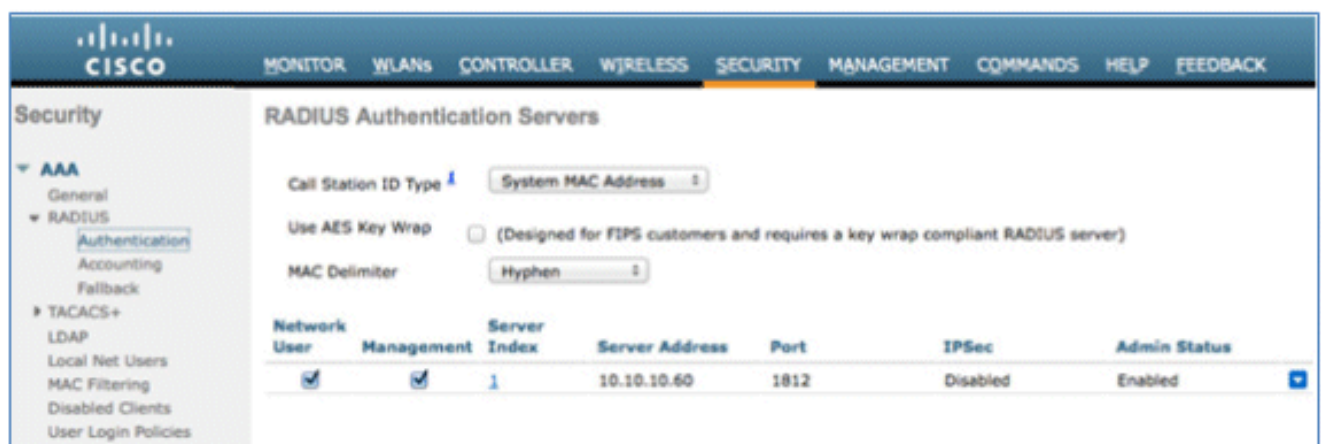 CISCO
MONITOR WLANs CONTROLLER WIRELESS SECURITY MANAGEMENT COMMANDS HELP FEEDBACK
Security
AAA
General
RADIUS
Authentication
Accounting
Fallback
TACACS+
LDAP
Local Net Users
MAC Filtering
Disabled Clients
User Login Policies
RADIUS Authentication Servers
Call Station ID Type 1 System MAC Address
Use AES Key Wrap (Designed for FIPS customers and requires a key wrap compliant RADIUS server)
MAC Delimiter Hyphen
Network User Management Server Index Server Address Port IPSec Admin Status
1 10.10.10.60 1812 Disabled Enabled